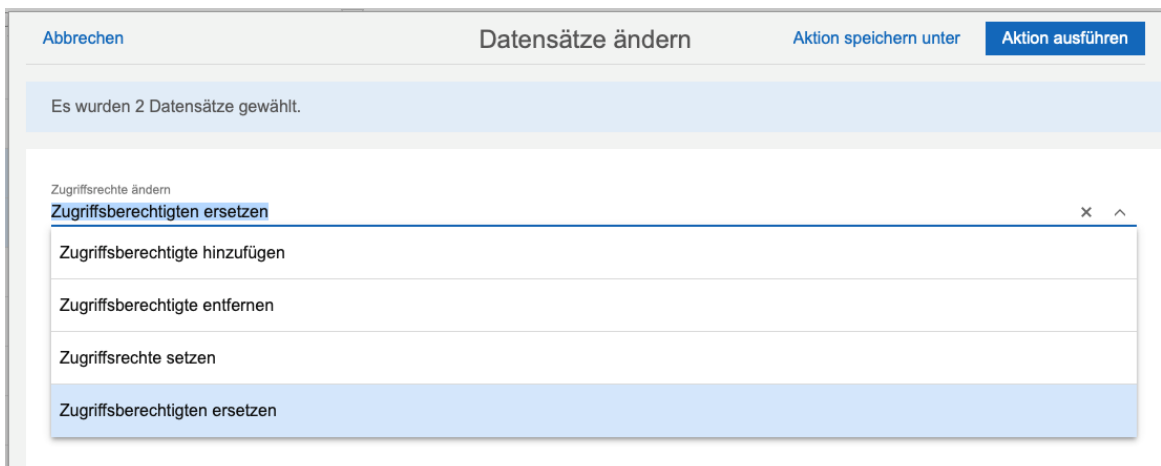 Abbrechen
Datensätze ändern
Aktion speichern unter
Aktion ausführen
Es wurden 2 Datensätze gewählt.
Zugriffsrechte ändern
Zugriffsberechtigten ersetzen
Zugriffsberechtigte hinzufügen
Zugriffsberechtigte entfernen
Zugriffsrechte setzen
Zugriffsberechtigten ersetzen